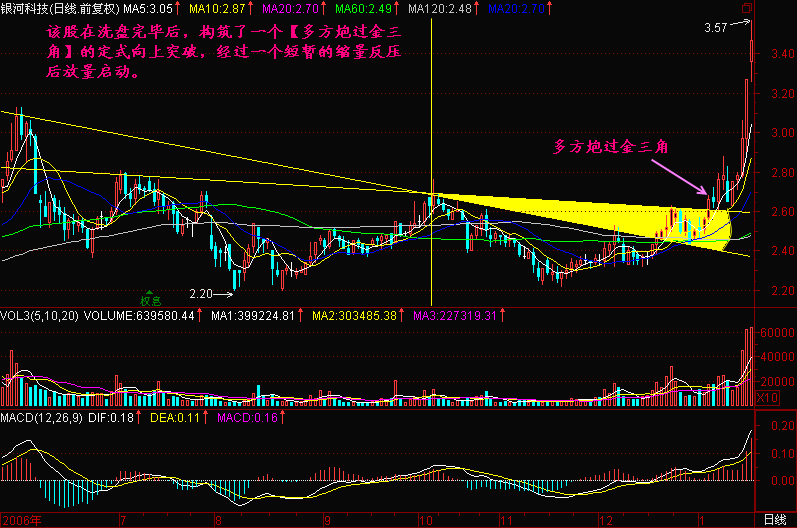 银河科技(日线.前复权) MA5:3.05↑ MA10:2.87↑ MA20:2.70↑ MA60:2.49↑ MA120:2.48↑ MA20:2.70↑
该股在洗盘完毕后，构筑了一个【多方炮过金三
角】的定式向上突破，经过一个短暂的缩量反压
后放量启动。
3.57
3.40
3.20
3.00
2.80
2.60
2.40
2.20
多方炮过金三角
2.20
权息
VOL3(5,10,20) VOLUME:639580.44↑ MA1:399224.81↑ MA2:303485.38↑ MA3:227319.31↑
60000
40000
20000
X10
MACD(12,26,9) DIF:0.18↑ DEA:0.11↑ MACD:0.16↑
0.20
0.10
0.00
2006年 7 8 9 10 11 12 1 日线